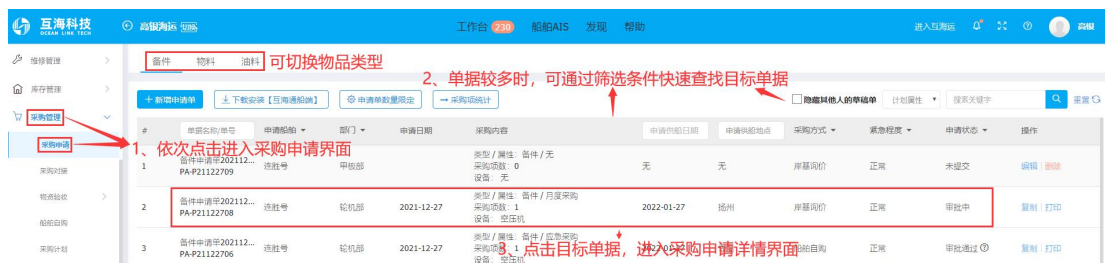 互海科技 高银海运 工作台 230 船舶AIS 发现 帮助 进入互海运 高银
OCEAN LINK TECH
维修管理
备件 物料 油料 可切换物品类型
2、单据较多时，可通过筛选条件快速查找目标单据
库存管理
+新增申请单 下载安装【互海通船端】 申请单数量限定 采购项统计 隐藏其他人的草稿单 计划属性 搜索关键字 重置
采购管理
# 单据名称/单号 申请船舶 部门 申请日期 采购内容 申请供船日期 申请供船地点 采购方式 紧急程度 申请状态 操作
采购申请
1、依次点击进入采购申请界面
采购对接
1 备件申请单202112... 连胜号 甲板部 类型 / 属性: 备件 / 无 无 无 岸基询价 正常 未提交 编辑 删除
PA-P21122709 采购项数: 0
设备: 无
物资验收
2 备件申请单202112... 连胜号 轮机部 2021-12-27 类型 / 属性: 备件 / 月度采购 2022-01-27 扬州 岸基询价 正常 审批中 复制 打印
PA-P21122708 采购项数: 1
设备: 空压机
船舶自购
采购计划
3 备件申请单202112... 连胜号 轮机部 2021-12-27 类型 / 属性: 备件 / 应急采购 2022-01-27 船舶自购 正常 审批通过 复制 打印
PA-P21122706 采购项数: 1
设备: 空压机
3、点击目标单据，进入采购申请详情界面